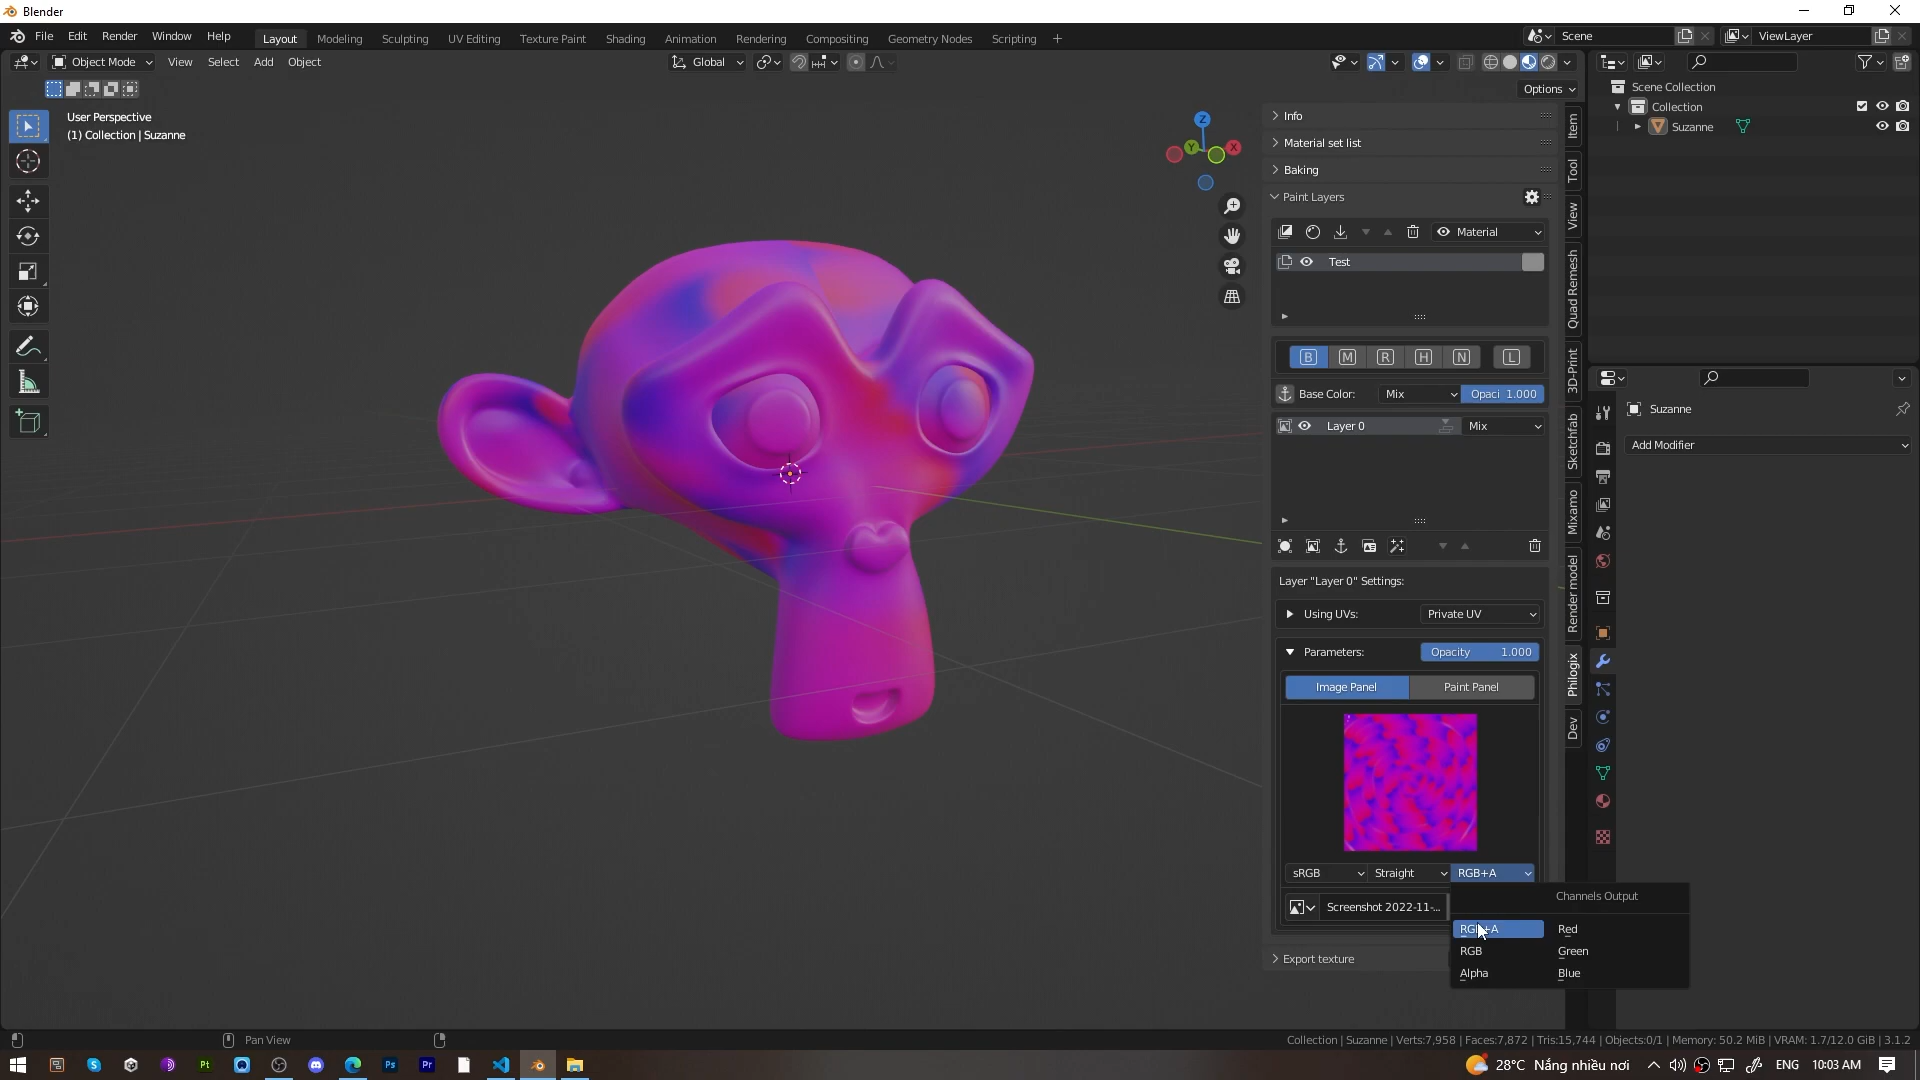 Blender
File Edit Render Window Help Layout Modeling Sculpting UV Editing Texture Paint Shading Animation Rendering Compositing Geometry Nodes Scripting + Scene ViewLayer
Object Mode View Select Add Object Global
Options
User Perspective
(1) Collection | Suzanne
Z
Y
X
Info
Material set list
Baking
Paint Layers
Material
Test
B M R H N L
Base Color: Mix Opaci 1.000
Layer 0 Mix
Layer "Layer 0" Settings:
Using UVs: Private UV
Parameters: Opacity 1.000
Image Panel Paint Panel
sRGB Straight RGB+A
Screenshot 2022-11-...
Export texture
Channels Output
RGB+A Red
RGB Green
Alpha Blue
Item
Tool
View
Quad Remesh
3D-Print
Sketchfab
Mixamo
Render model
Philogix
Dev
Scene Collection
Collection
Suzanne
Suzanne
Add Modifier
Pan View
Collection | Suzanne | Verts:7,958 | Faces:7,872 | Tris:15,744 | Objects:0/1 | Memory: 50.2 MiB | VRAM: 1.7/12.0 GiB | 3.1.2
S Pt Ps Pr 28°C Nắng nhiều nơi ENG 10:03 AM